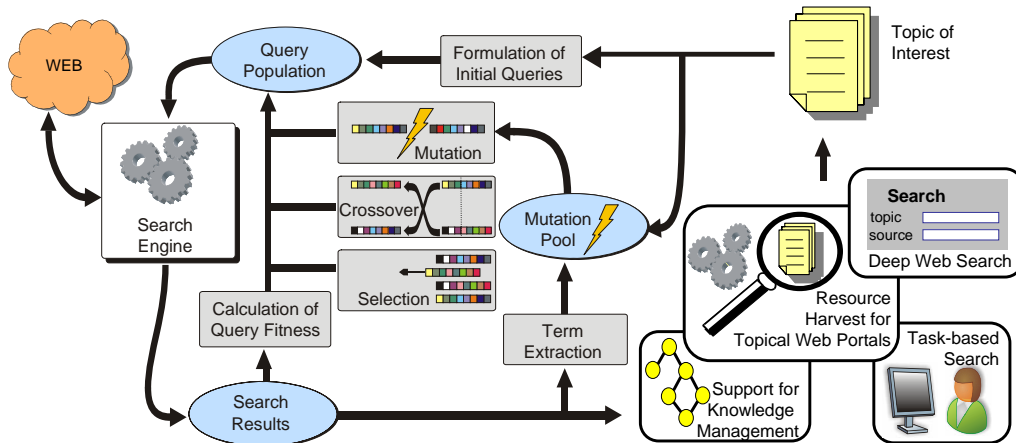 WEB
Query
Population
Formulation of
Initial Queries
Topic of
Interest
Mutation
Search
Engine
Crossover
Mutation
Pool
Search
topic
source
Deep Web Search
Selection
Calculation of
Query Fitness
Term
Extraction
Resource
Harvest for
Topical Web Portals
Task-based
Search
Support for
Knowledge
Management
Search
Results